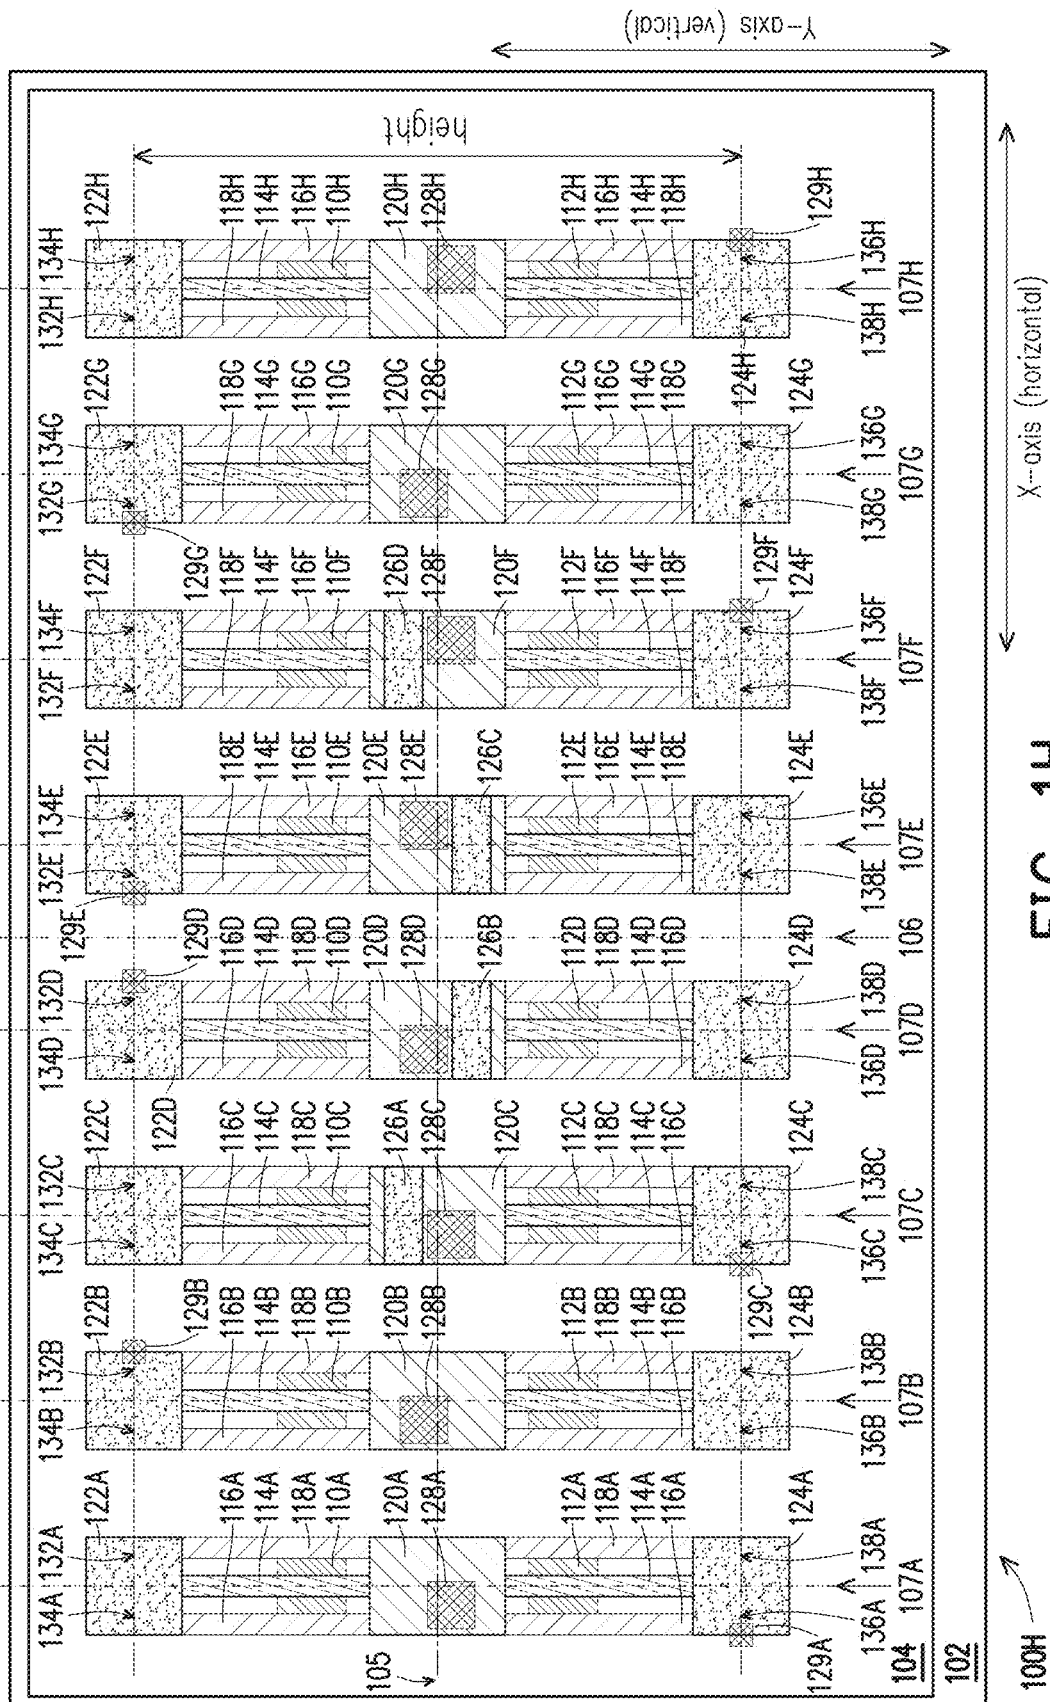 134A 132A 134B 132B 134C 132C 134D 132D 132E 134E 132F 134F 132G 134G 132H 134H
129E
122A 122B 122C 122E 122F 122G 122H
122D
129B 129D 129G
116A 116B 116C 116D 118E 118F 118G 118H
114A 114B 114C 114D 114E 114F 114G 114H
118A 118B 118C 118D 116E 116F 116G 116H
110A 110B 110C 110D 110E 110F 110G 110H
105 120A 120B 126A 120D 120E 126D 120G 120H height
128A 128B 128C 128D 128E 128F 128G 128H
126B 126C
120C 120F
112A 112B 112C 112D 112E 112F 112G 112H
118A 118B 118C 118D 116E 116F 116G 116H
114A 114B 114C 114D 114E 114F 114G 114H
116A 116B 116C 116D 118E 118F 118G 118H
Y-axis (vertical)
124H
129C 129F
124A 124B 124C 124D 124E 124F 124G
129A 129H
136A 138A 136B 138B 136C 138C 136D 138D 138E 136E 138F 136F 138G 136G 138H 136H
104 107A 107B 107C 107D 106 107E 107F 107G 107H
102
100H X-axis (horizontal)
FIG. 1H